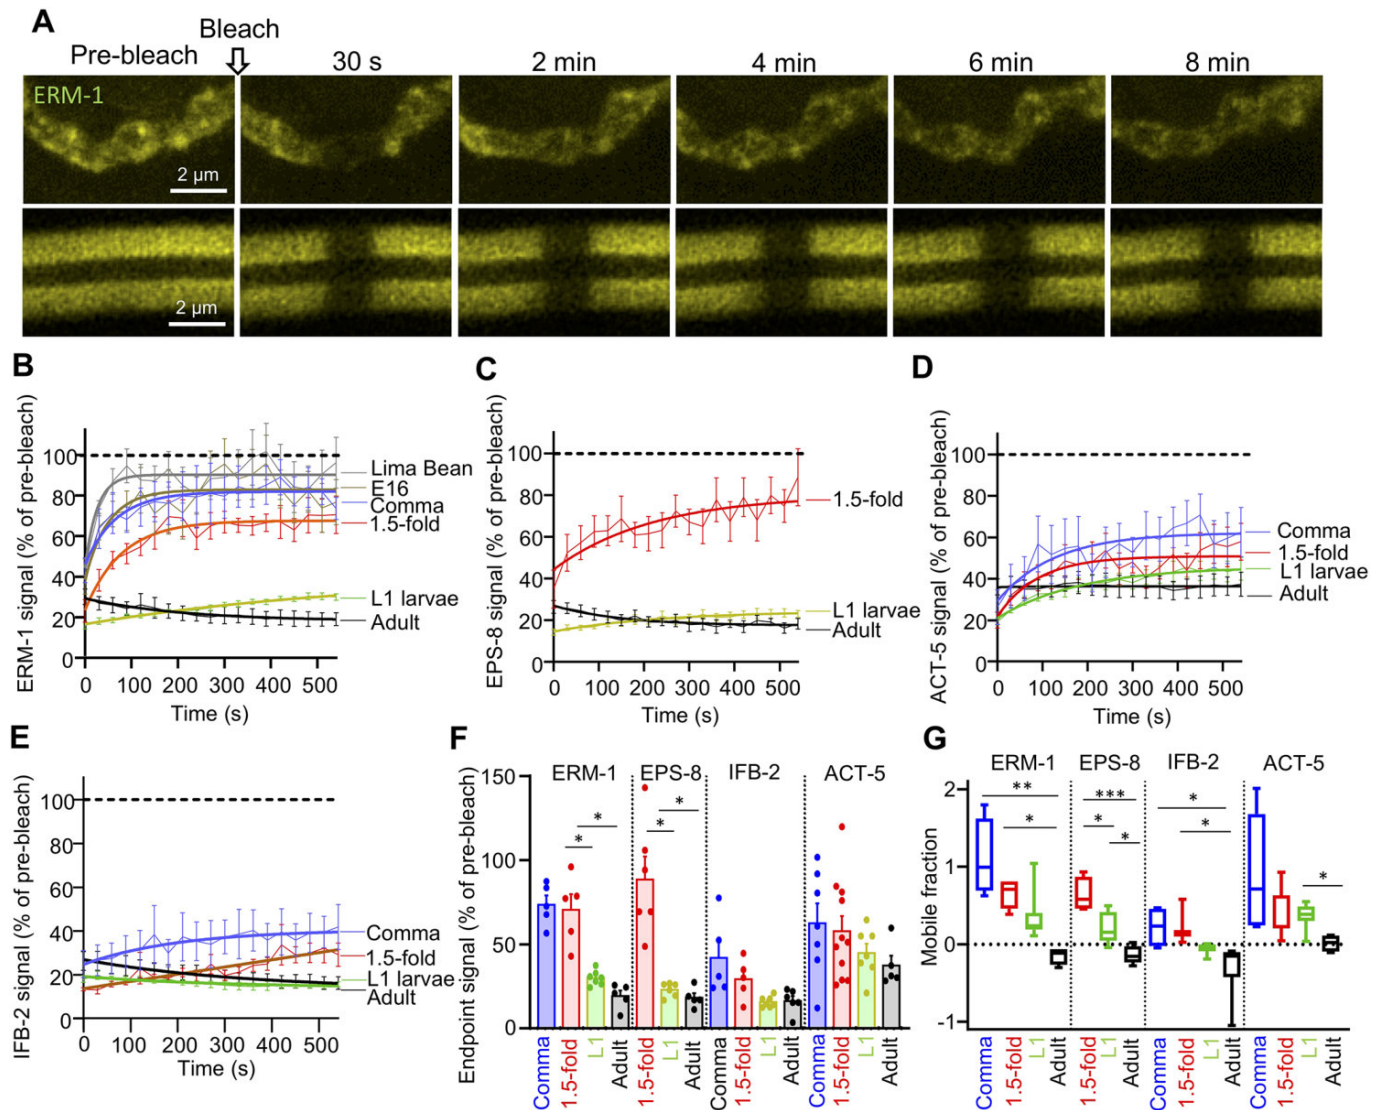 A
Pre-bleach
Bleach
30 s
2 min
4 min
6 min
8 min
ERM-1
2 µm
2 µm
B
ERM-1 signal (% of pre-bleach)
100
80
60
40
20
0
0 100 200 300 400 500
Time (s)
Lima Bean
E16
Comma
1.5-fold
L1 larvae
Adult
C
EPS-8 signal (% of pre-bleach)
100
80
60
40
20
0
0 100 200 300 400 500
Time (s)
1.5-fold
L1 larvae
Adult
D
ACT-5 signal (% of pre-bleach)
100
80
60
40
20
0
0 100 200 300 400 500
Time (s)
Comma
1.5-fold
L1 larvae
Adult
E
IFB-2 signal (% of pre-bleach)
100
80
60
40
20
0
0 100 200 300 400 500
Time (s)
Comma
1.5-fold
L1 larvae
Adult
F
Endpoint signal (% of pre-bleach)
150
100
50
0
ERM-1 EPS-8 IFB-2 ACT-5
* * * *
Comma 1.5-fold L1 Adult 1.5-fold L1 Adult Comma 1.5-fold L1 Adult Comma 1.5-fold L1 Adult
G
Mobile fraction
2
1
0
-1
ERM-1 EPS-8 IFB-2 ACT-5
** * *** * * * * *
Comma 1.5-fold L1 Adult 1.5-fold L1 Adult Comma 1.5-fold L1 Adult Comma 1.5-fold L1 Adult